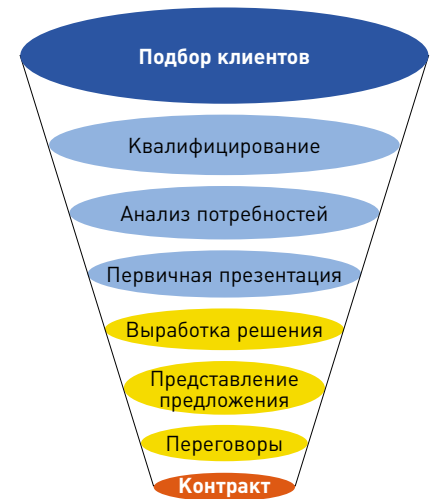 Подбор клиентов
Квалифицирование
Анализ потребностей
Первичная презентация
Выработка решения
Представление
предложения
Переговоры
Контракт